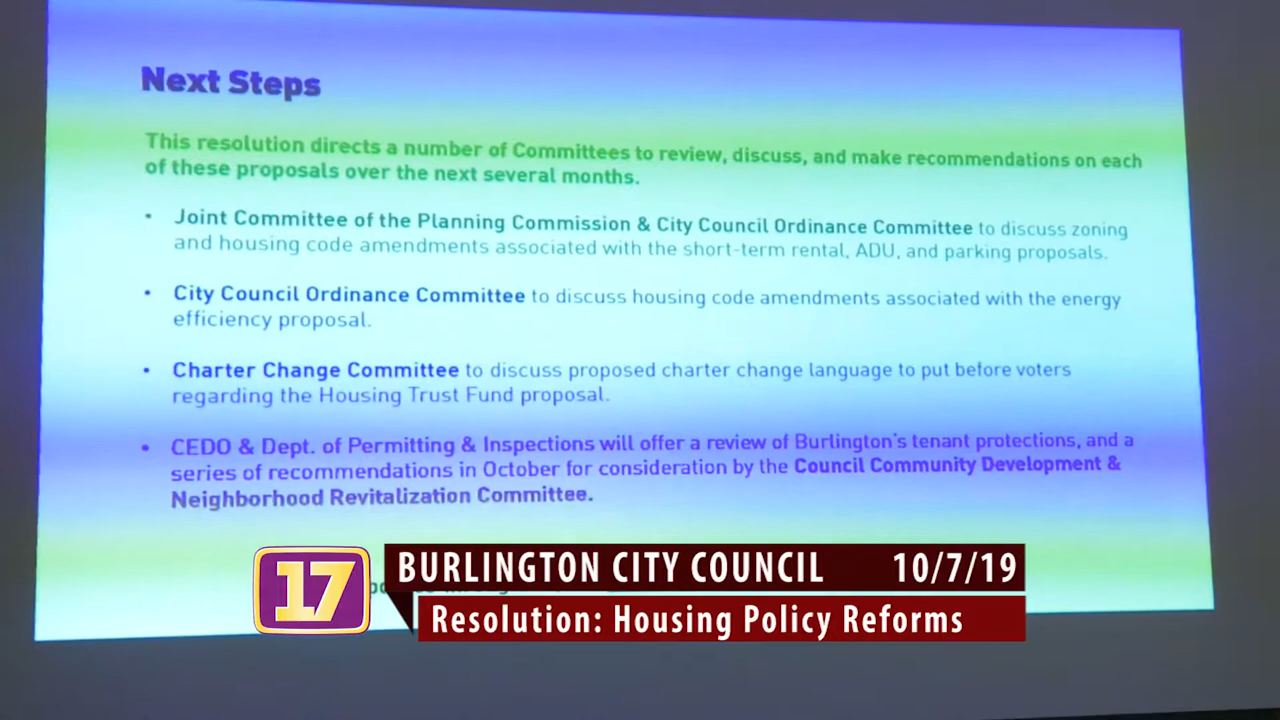 Next Steps
This resolution directs a number of Committees to review, discuss, and make recommendations on each
of these proposals over the next several months.
• Joint Committee of the Planning Commission & City Council Ordinance Committee to discuss zoning
and housing code amendments associated with the short-term rental, ADU, and parking proposals.
• City Council Ordinance Committee to discuss housing code amendments associated with the energy
efficiency proposal.
• Charter Change Committee to discuss proposed charter change language to put before voters
regarding the Housing Trust Fund proposal.
• CEDO & Dept. of Permitting & Inspections will offer a review of Burlington's tenant protections, and a
series of recommendations in October for consideration by the Council Community Development &
Neighborhood Revitalization Committee.
17
BURLINGTON CITY COUNCIL 10/7/19
Resolution: Housing Policy Reforms